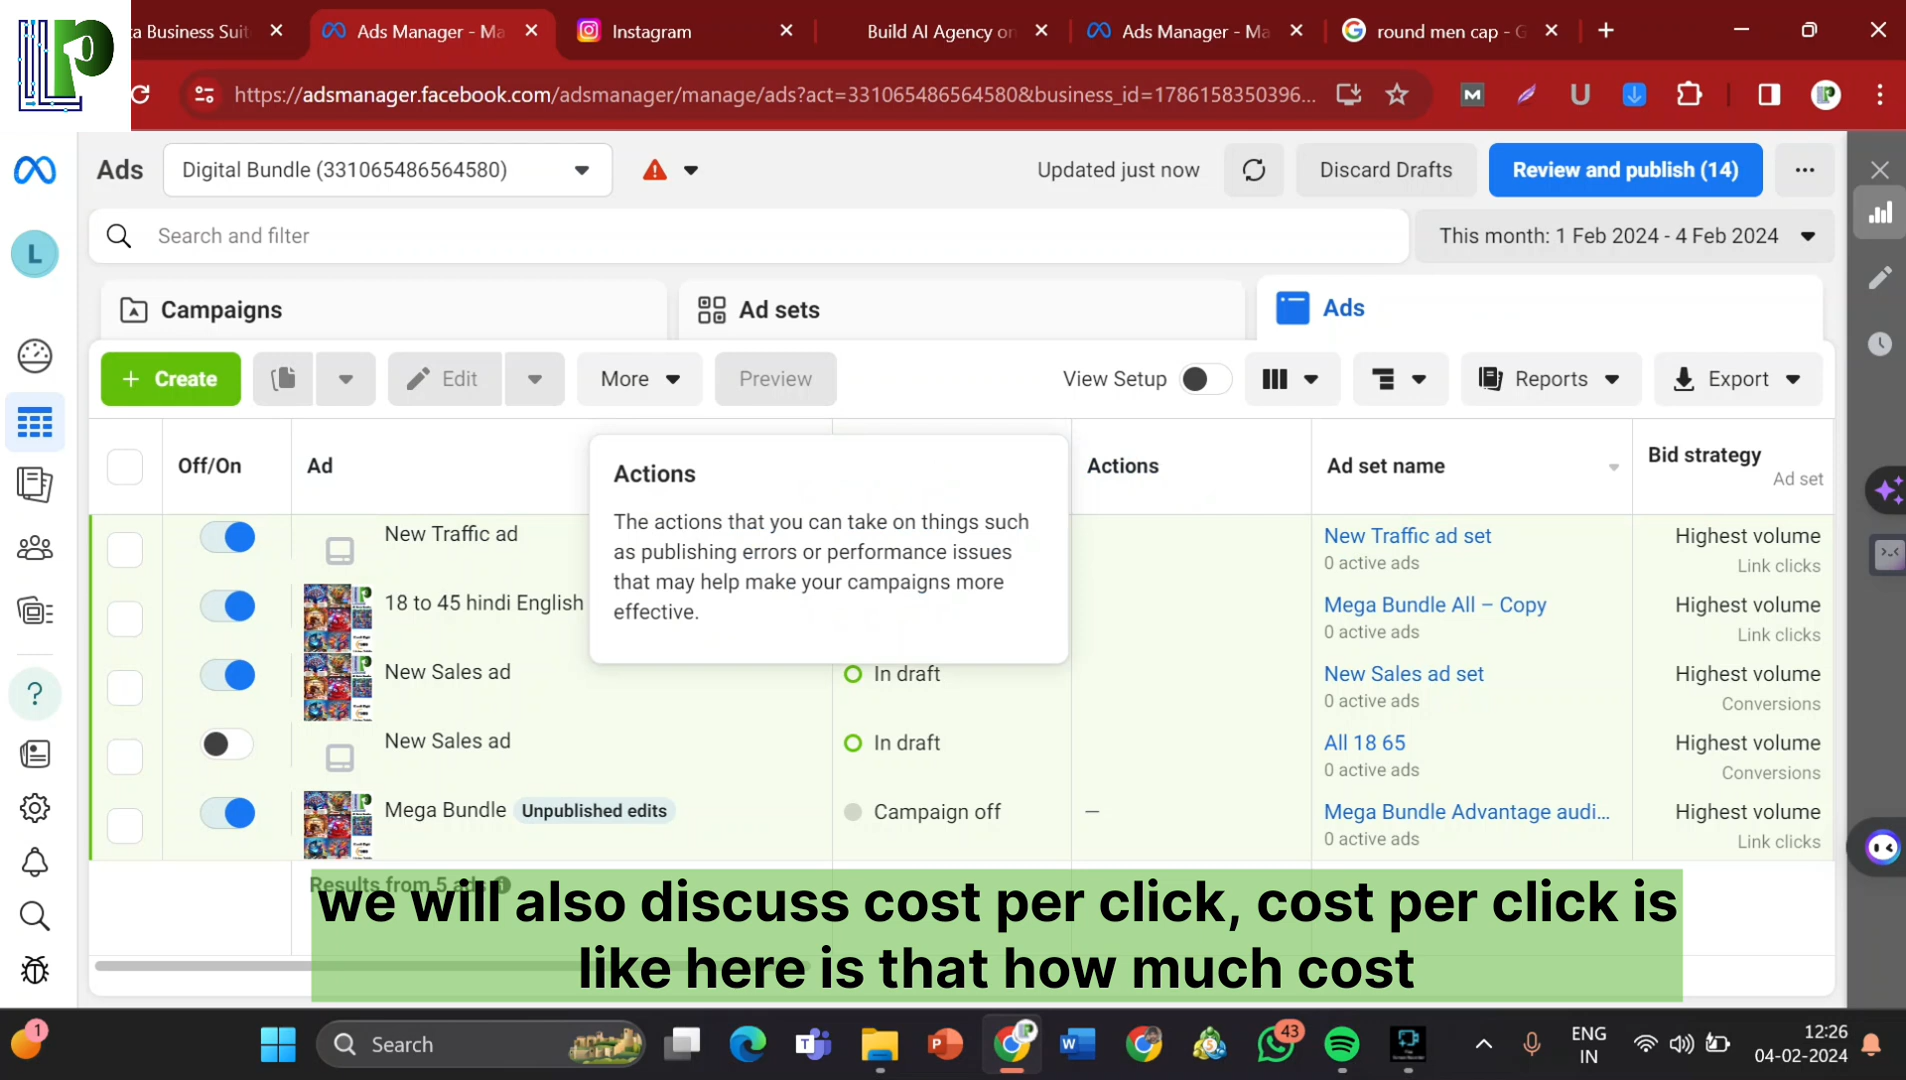 ta Business Suit
Ads Manager - Ma
Instagram
Build AI Agency on
Ads Manager - Ma
round men cap - G
https://adsmanager.facebook.com/adsmanager/manage/ads?act=331065486564580&business_id=1786158350396...
Ads
Digital Bundle (331065486564580)
Updated just now
Discard Drafts
Review and publish (14)
L
Search and filter
This month: 1 Feb 2024 - 4 Feb 2024
Campaigns
Ad sets
Ads
+ Create
Edit
More
Preview
View Setup
Reports
Export
Off/On
Ad
Actions
Ad set name
Bid strategy
Ad set
Actions
The actions that you can take on things such
as publishing errors or performance issues
that may help make your campaigns more
effective.
New Traffic ad
New Traffic ad set
0 active ads
Highest volume
Link clicks
18 to 45 hindi English
Mega Bundle All – Copy
0 active ads
Highest volume
Link clicks
New Sales ad
In draft
New Sales ad set
0 active ads
Highest volume
Conversions
New Sales ad
In draft
All 18 65
0 active ads
Highest volume
Conversions
Mega Bundle
Unpublished edits
Campaign off
—
Mega Bundle Advantage audi...
0 active ads
Highest volume
Link clicks
Results from 5 ads
we will also discuss cost per click, cost per click is
like here is that how much cost
1
Search
43
ENG
IN
12:26
04-02-2024